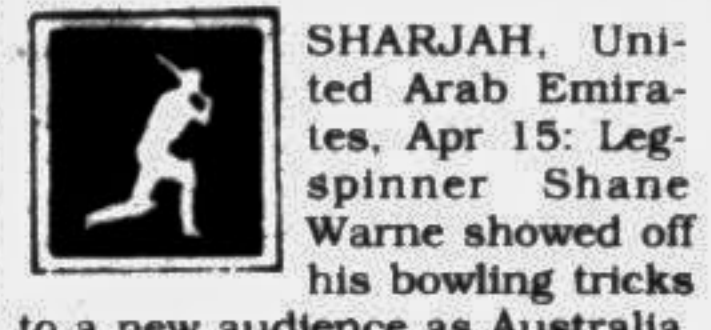 SHARJAH, Uni-
ted Arab Emira-
tes, Apr 15: Leg-
spinner Shane
Warne showed off
his bowling tricks
to a new audience as Australia